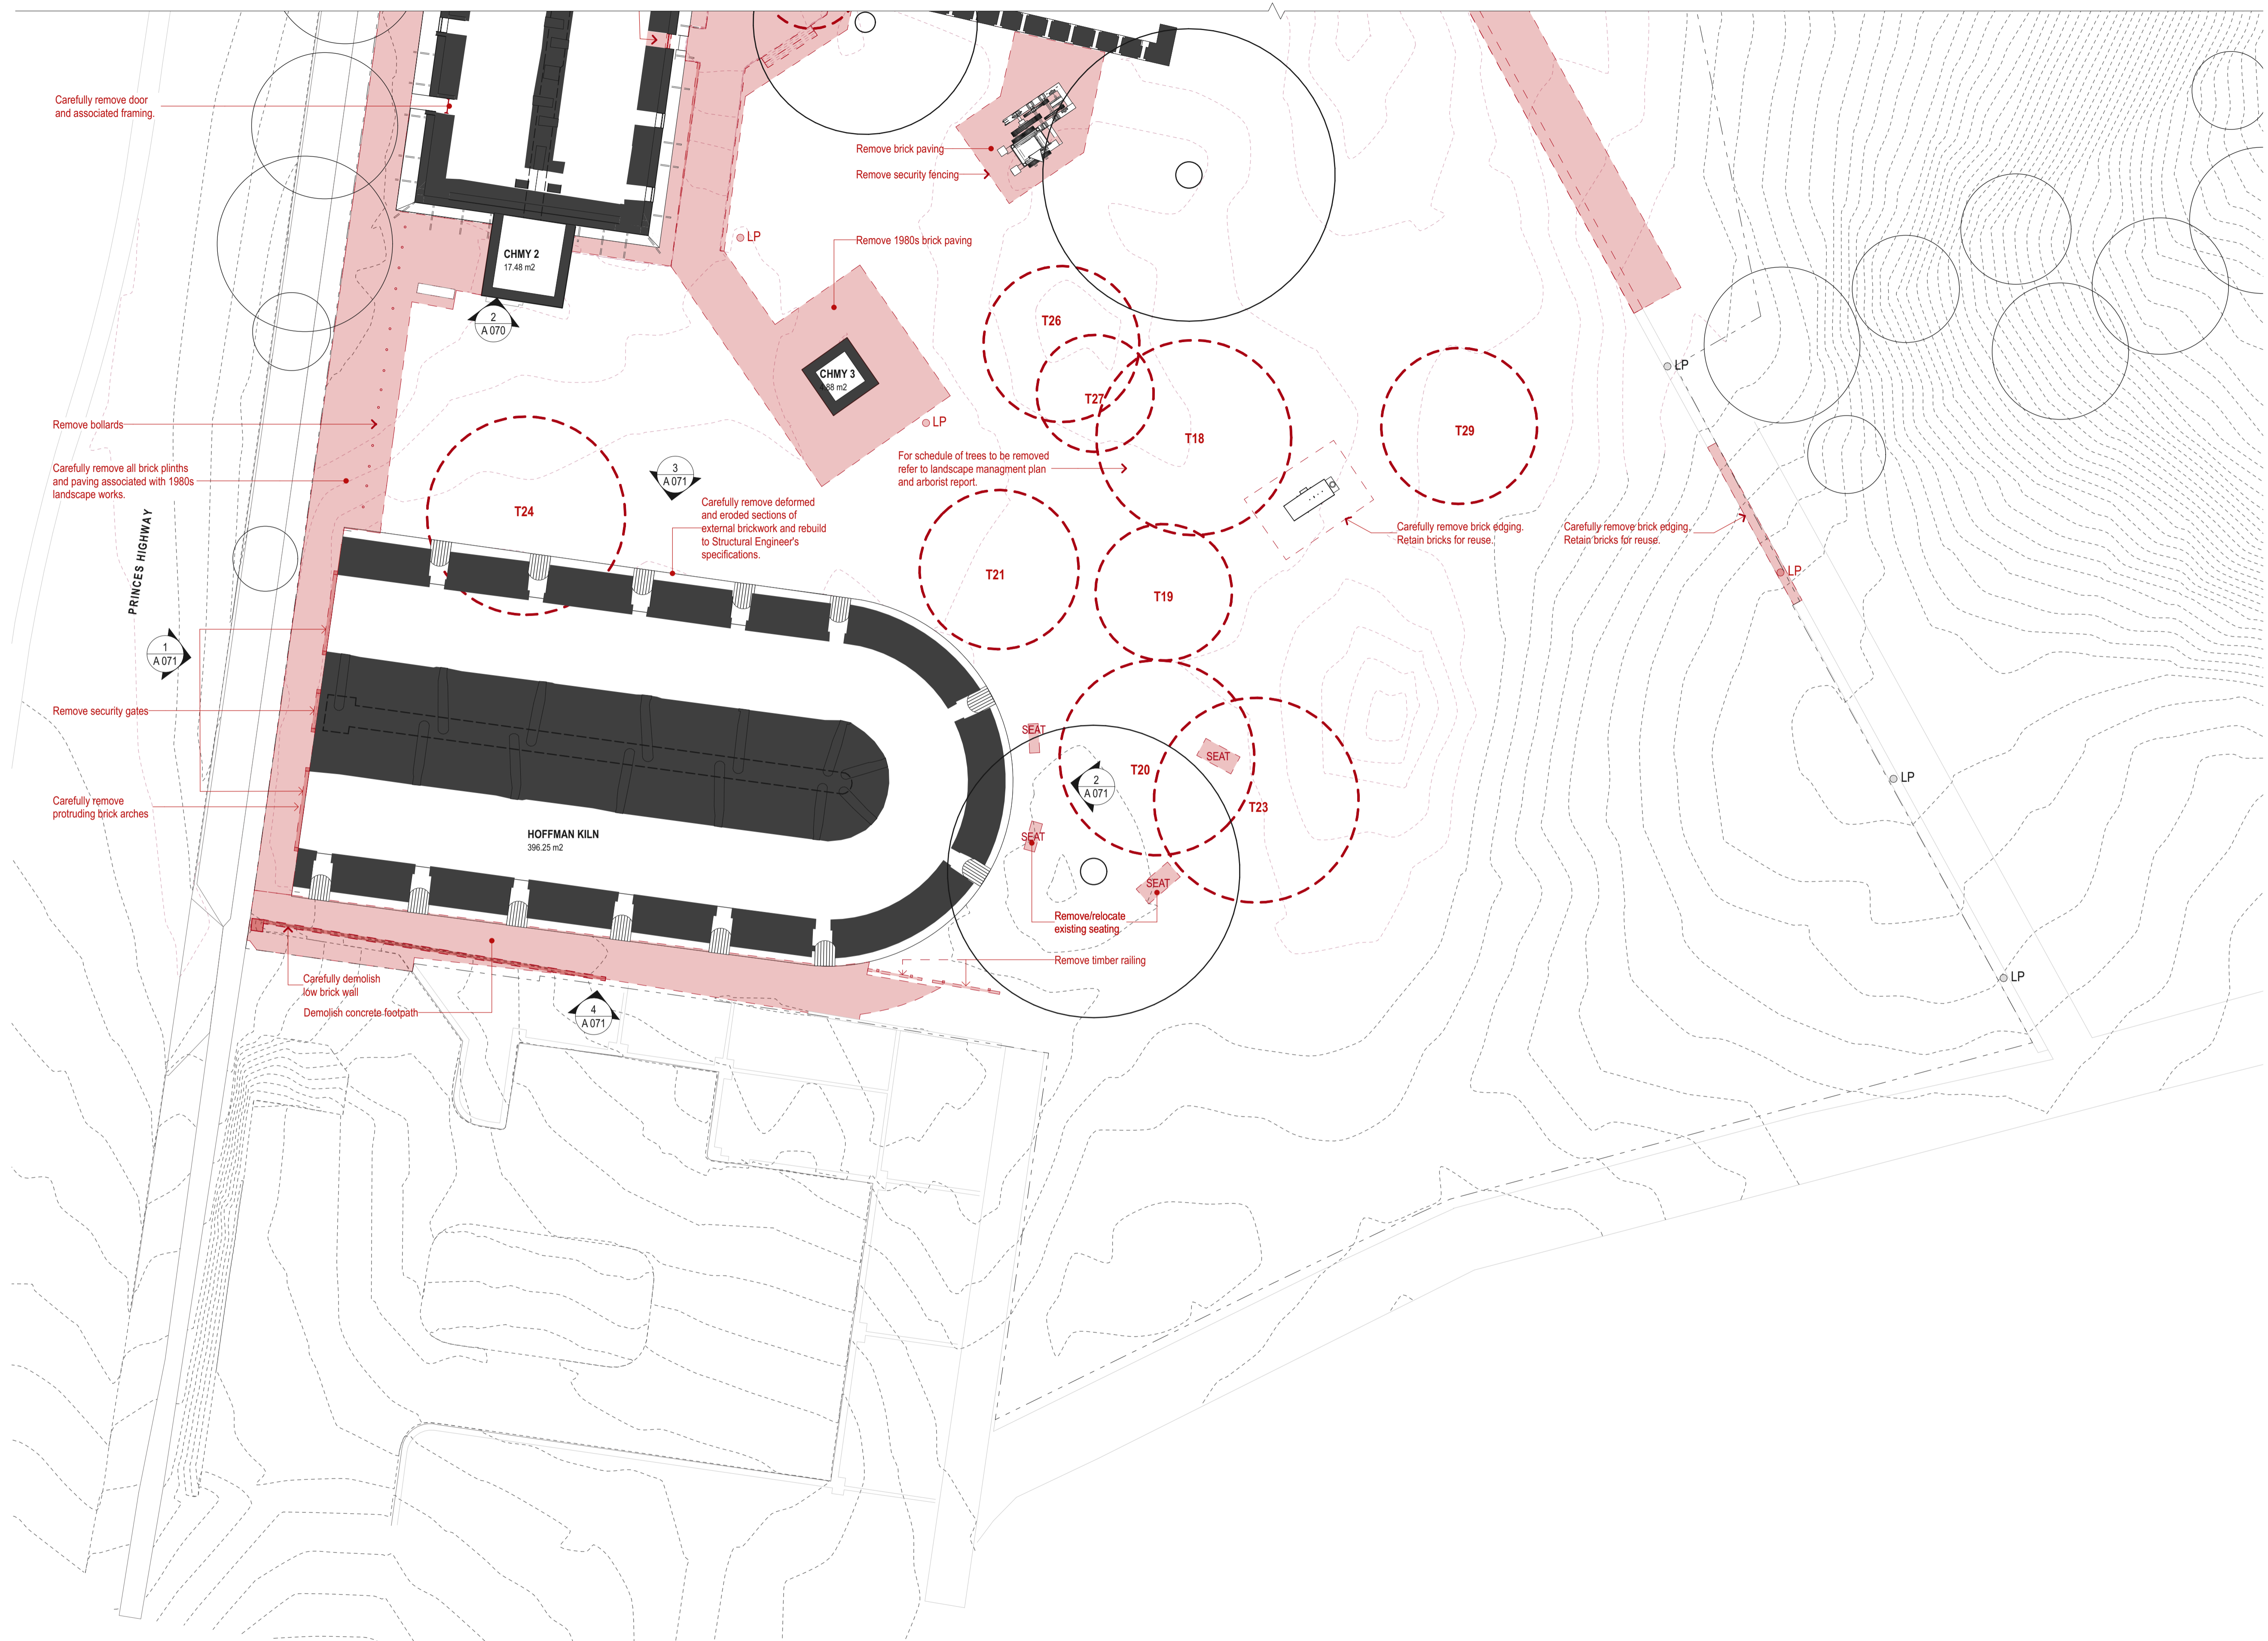 Carefully remove door
and associated framing.
Remove brick paving
Remove security fencing
LP
Remove 1980s brick paving
CHMY 2
17.48 m2
2
A 070
T26
CHMY 3
4.88 m2
T27
LP
LP
T29
T18
Remove bollards
For schedule of trees to be removed
refer to landscape managment plan
and arborist report.
Carefully remove all brick plinths
and paving associated with 1980s
landscape works.
3
A 071
Carefully remove deformed
and eroded sections of
external brickwork and rebuild
to Structural Engineer's
specifications.
T24
Carefully remove brick edging.
Retain bricks for reuse.
Carefully remove brick edging.
Retain bricks for reuse.
PRINCES HIGHWAY
T21
LP
T19
1
A 071
Remove security gates
SEAT
SEAT
T20
2
A 071
LP
Carefully remove
protruding brick arches
T23
HOFFMAN KILN
396.25 m2
SEAT
SEAT
Remove/relocate
existing seating
Remove timber railing
LP
Carefully demolish
low brick wall
Demolish concrete footpath
4
A 071